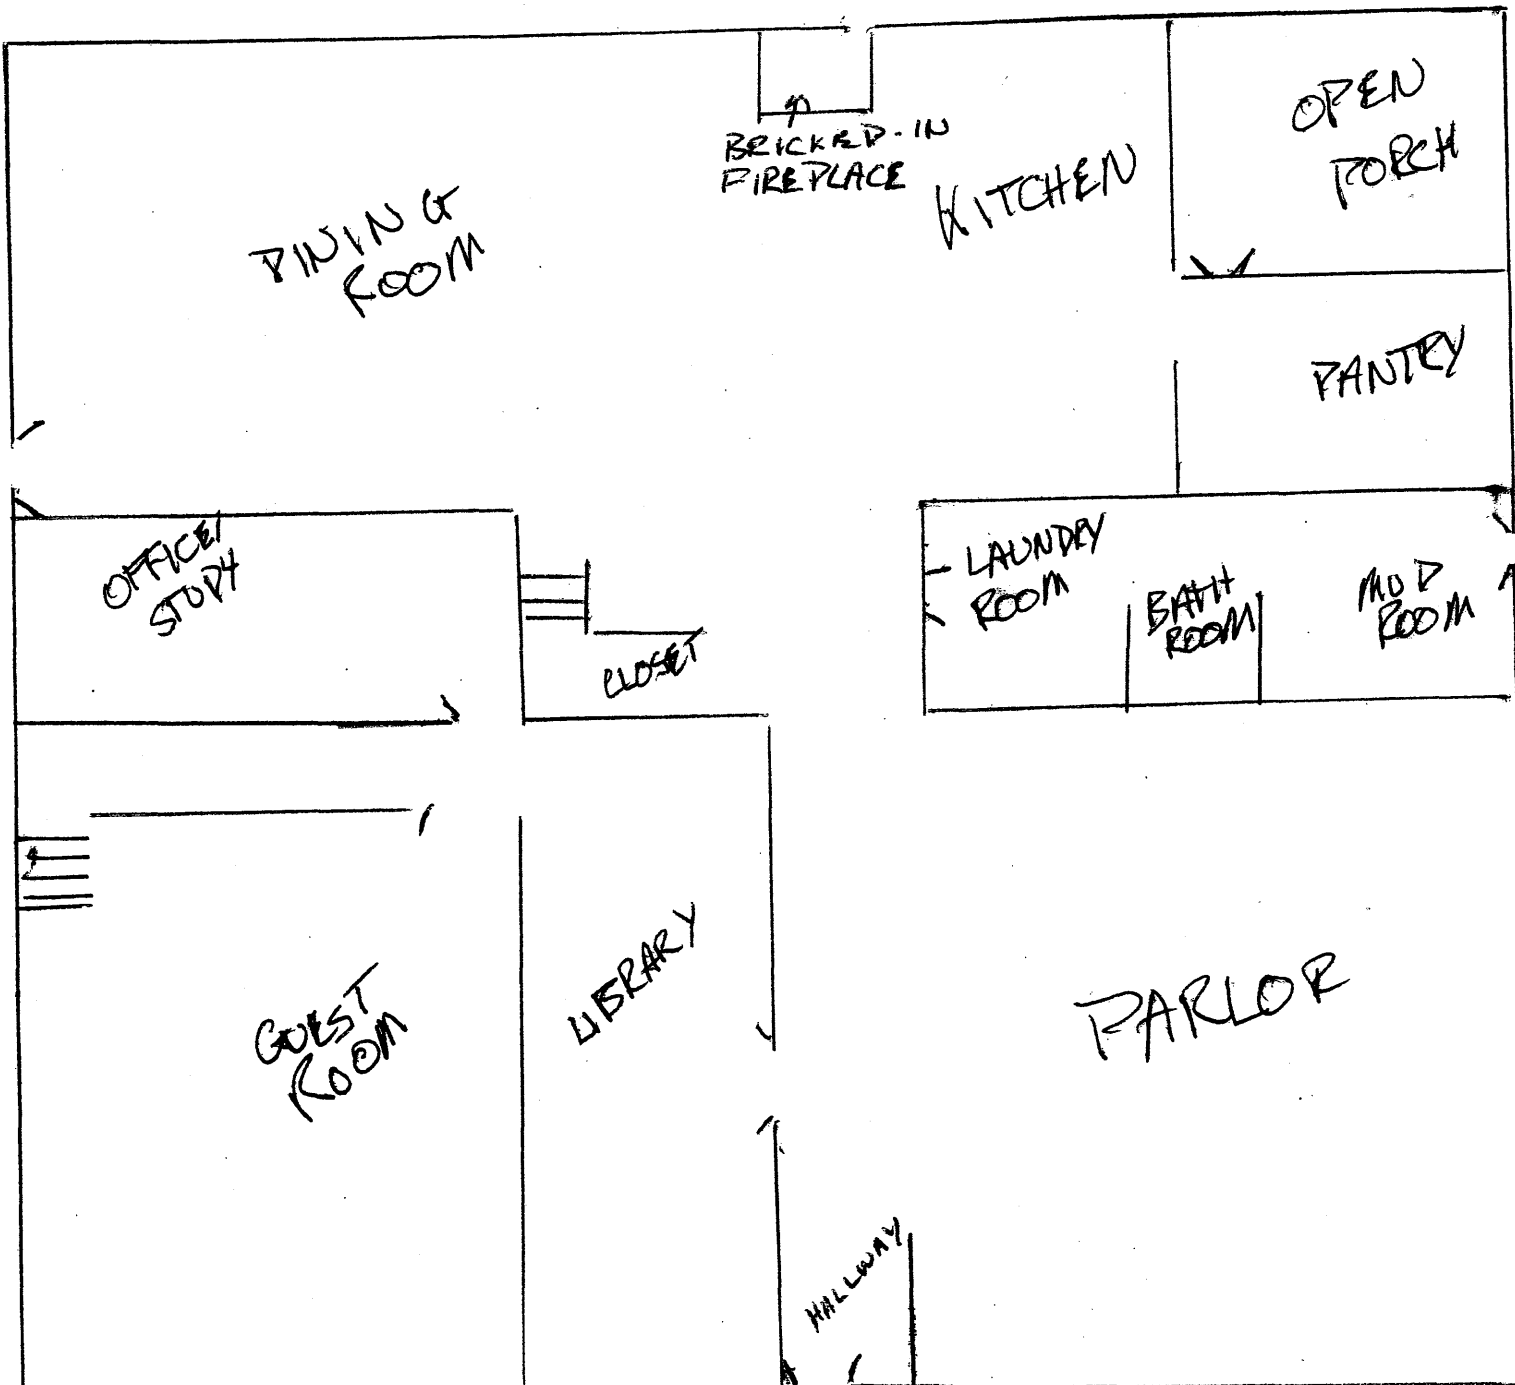 OPEN
PORCH
BRICKED-IN
FIREPLACE
KITCHEN
DINING
ROOM
PANTRY
OFFICE/
STUDY
LAUNDRY
ROOM
BATH
ROOM
MUD
ROOM
CLOSET
LIBRARY
GUEST
ROOM
PARLOR
HALLWAY